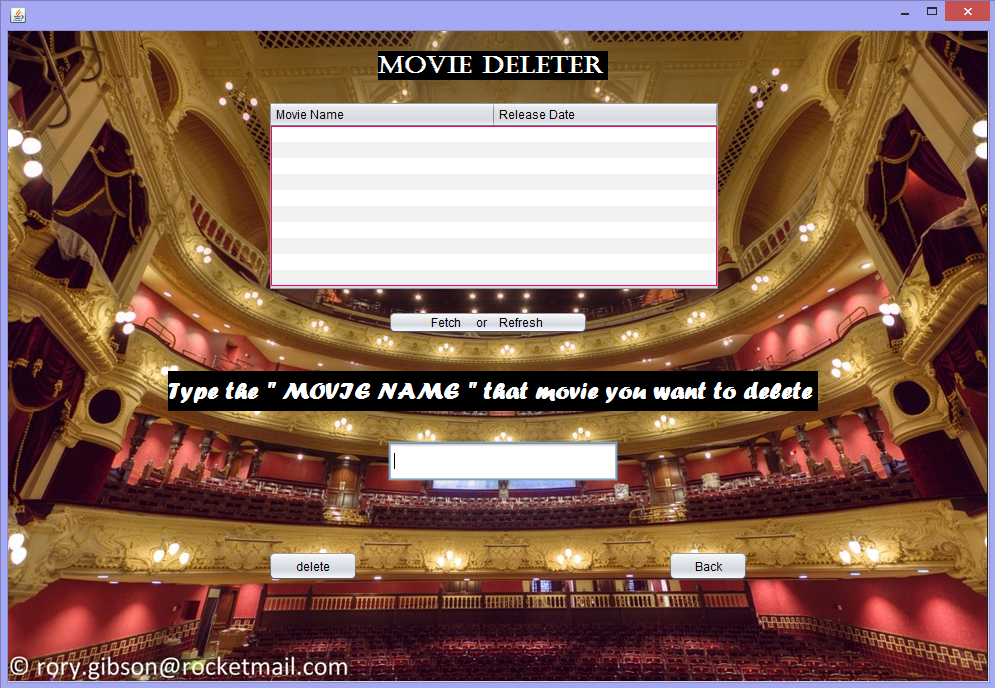 MOVIE DELETER
Movie Name Release Date
Fetch or Refresh
Type the " MOVIE NAME " that movie you want to delete
delete Back
© rory.gibson@rocketmail.com